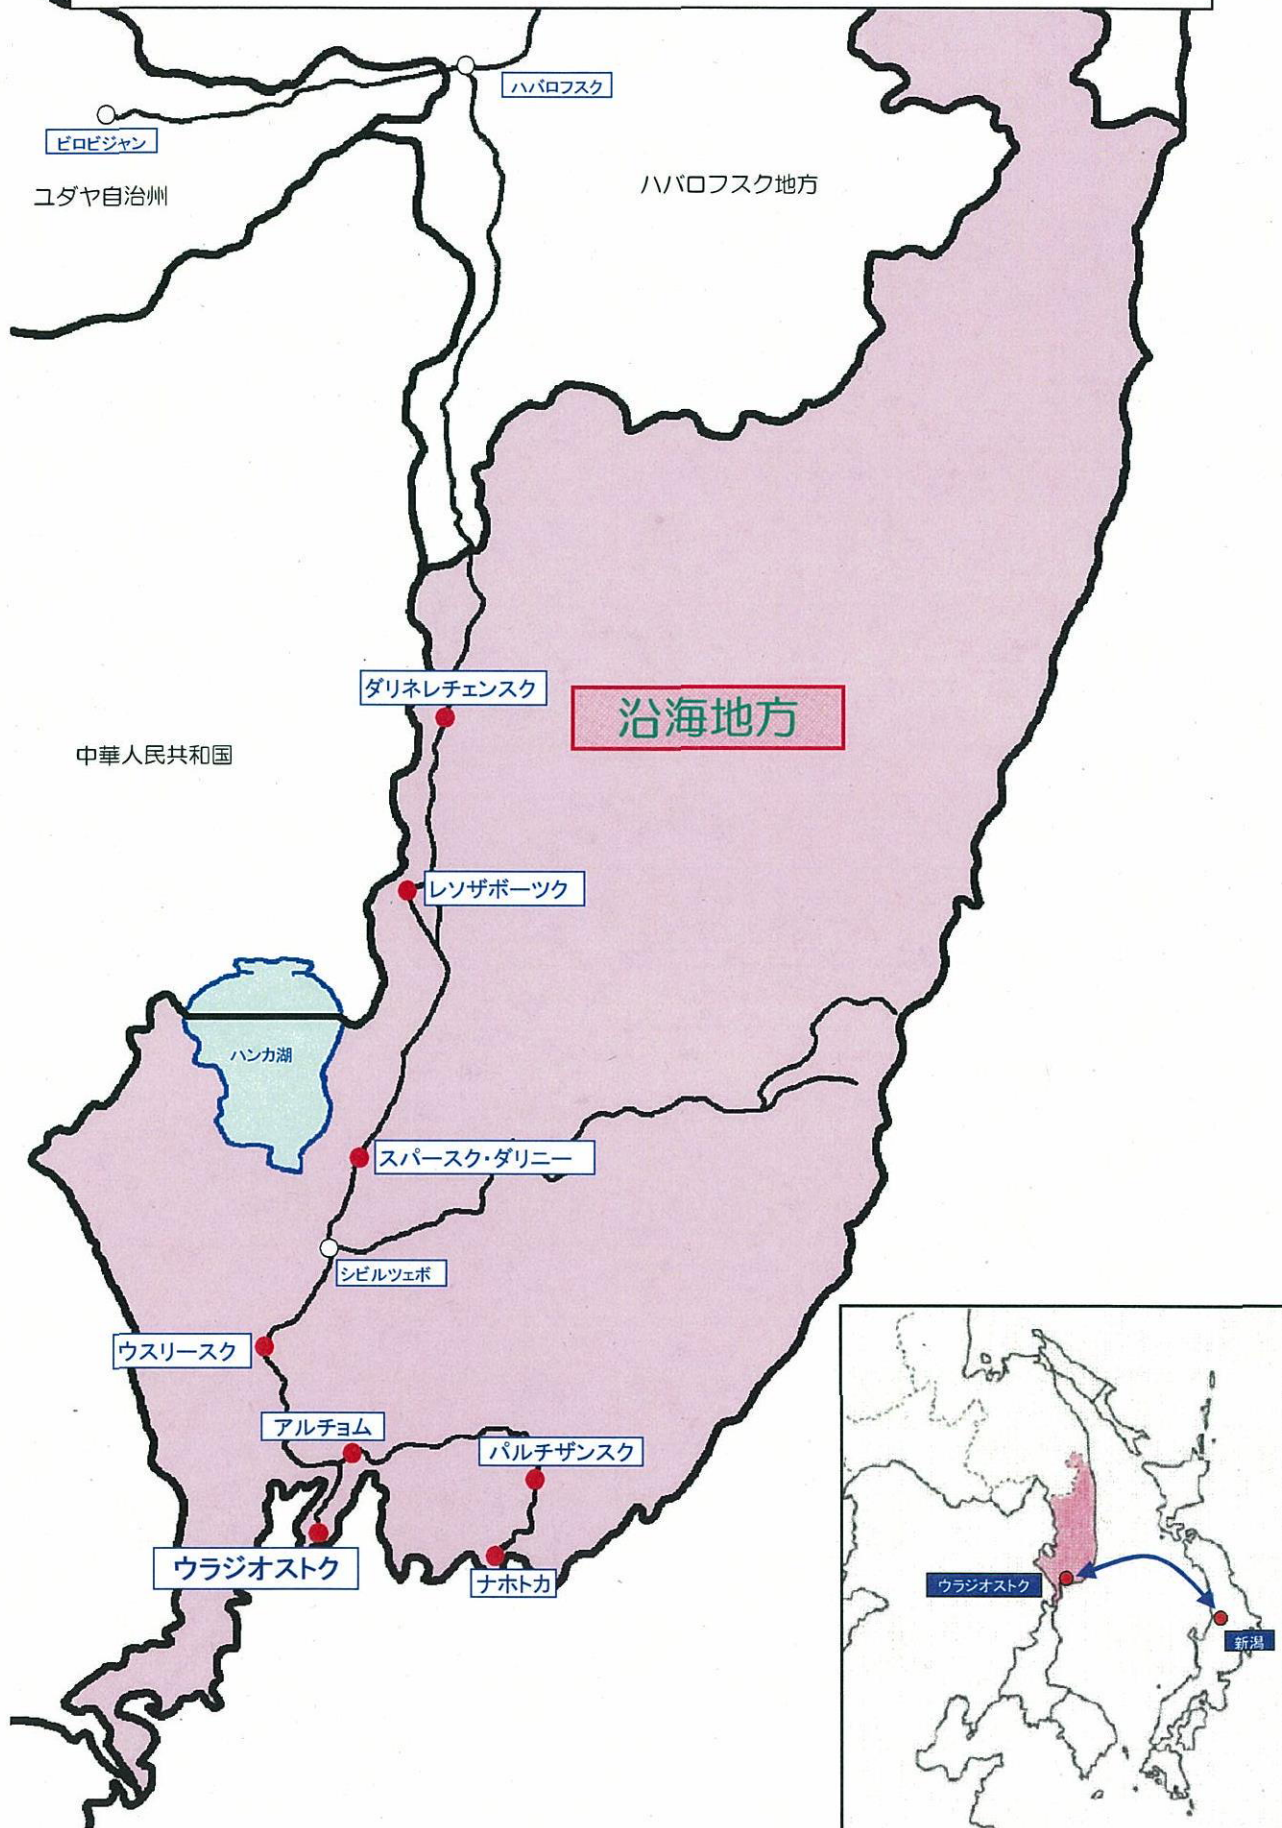 ハバロフスク
ビロビジャン
ユダヤ自治州
ハバロフスク地方
ダリネレチェンスク
沿海地方
中華人民共和国
レソザボーツク
ハンカ湖
スパースク・ダリニー
シビルツェボ
ウスリースク
アルチョム
パルチザンスク
ウラジオストク
ナホトカ
ウラジオストク
新潟